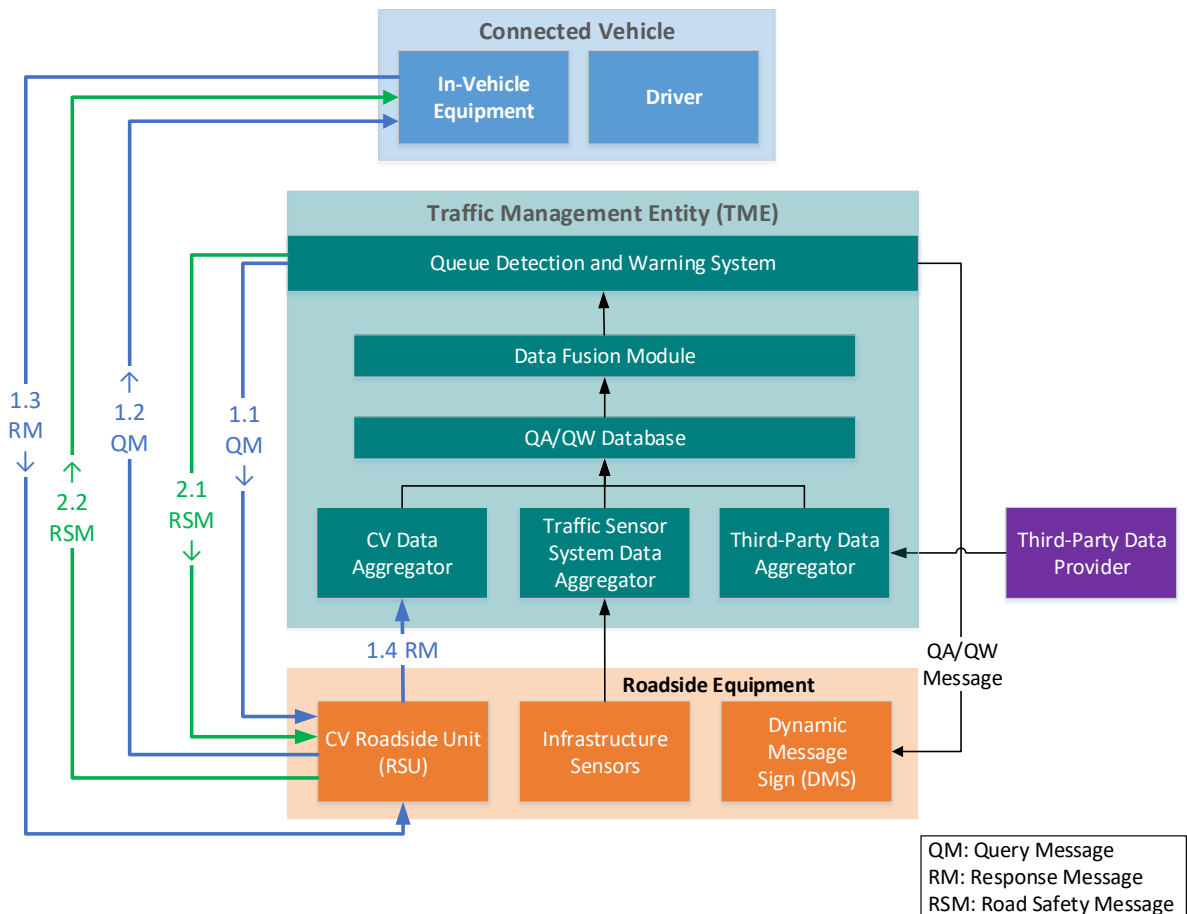 Connected Vehicle
In-Vehicle
Equipment
Driver
Traffic Management Entity (TME)
Queue Detection and Warning System
Data Fusion Module
QA/QW Database
CV Data
Aggregator
Traffic Sensor
System Data
Aggregator
Third-Party Data
Aggregator
Third-Party Data
Provider
1.3
RM
↓
↑
2.2
RSM
↑
1.2
QM
2.1
RSM
↓
1.1
QM
↓
1.4 RM
QA/QW
Message
Roadside Equipment
CV Roadside Unit
(RSU)
Infrastructure
Sensors
Dynamic
Message
Sign (DMS)
QM: Query Message
RM: Response Message
RSM: Road Safety Message